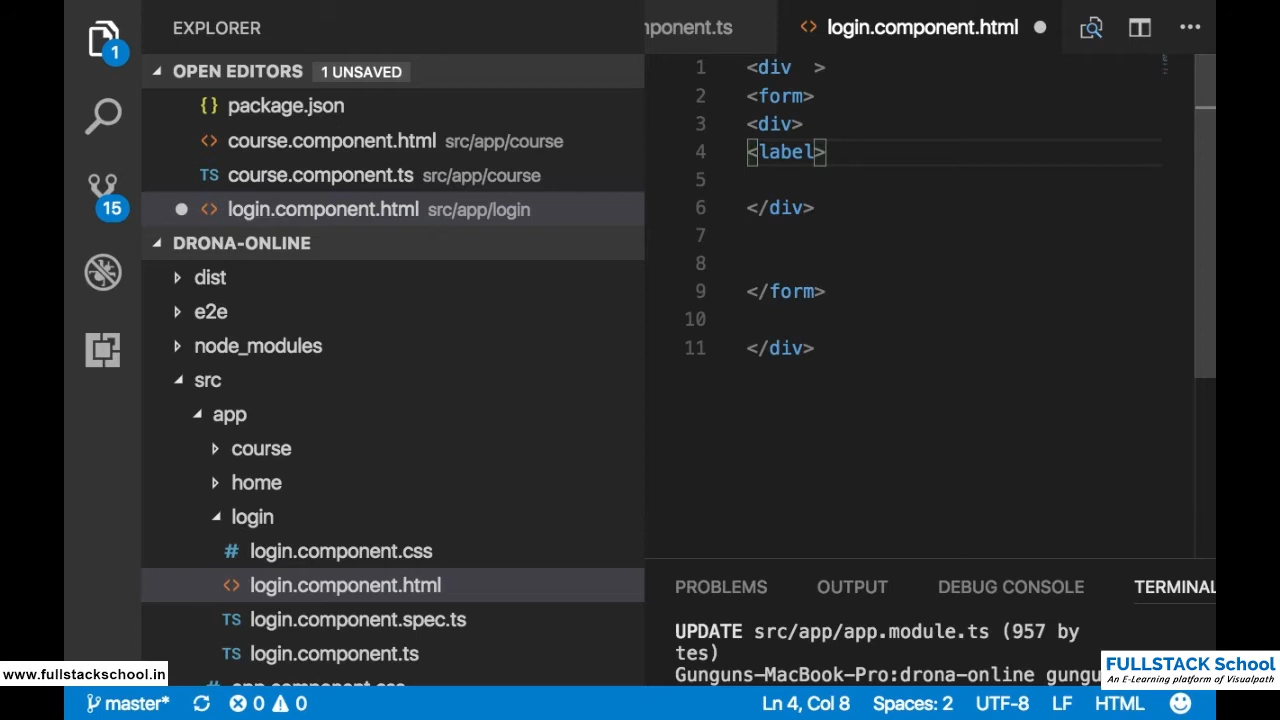 EXPLORER
1
OPEN EDITORS 1 UNSAVED
{} package.json
<> course.component.html src/app/course
TS course.component.ts src/app/course
15
● <> login.component.html src/app/login
DRONA-ONLINE
dist
e2e
node_modules
src
app
course
home
login
# login.component.css
<> login.component.html
TS login.component.spec.ts
TS login.component.ts
mponent.ts
<> login.component.html ●
1 <div  >
2 <form>
3 <div>
4 <label>
5
6 </div>
7
8
9 </form>
10
11 </div>
PROBLEMS OUTPUT DEBUG CONSOLE TERMINAL
UPDATE src/app/app.module.ts (957 by
tes)
Gunguns-MacBook-Pro:drona-online gungu
www.fullstackschool.in
FULLSTACK School
An E-Learning platform of Visualpath
master* 0 0 Ln 4, Col 8 Spaces: 2 UTF-8 LF HTML